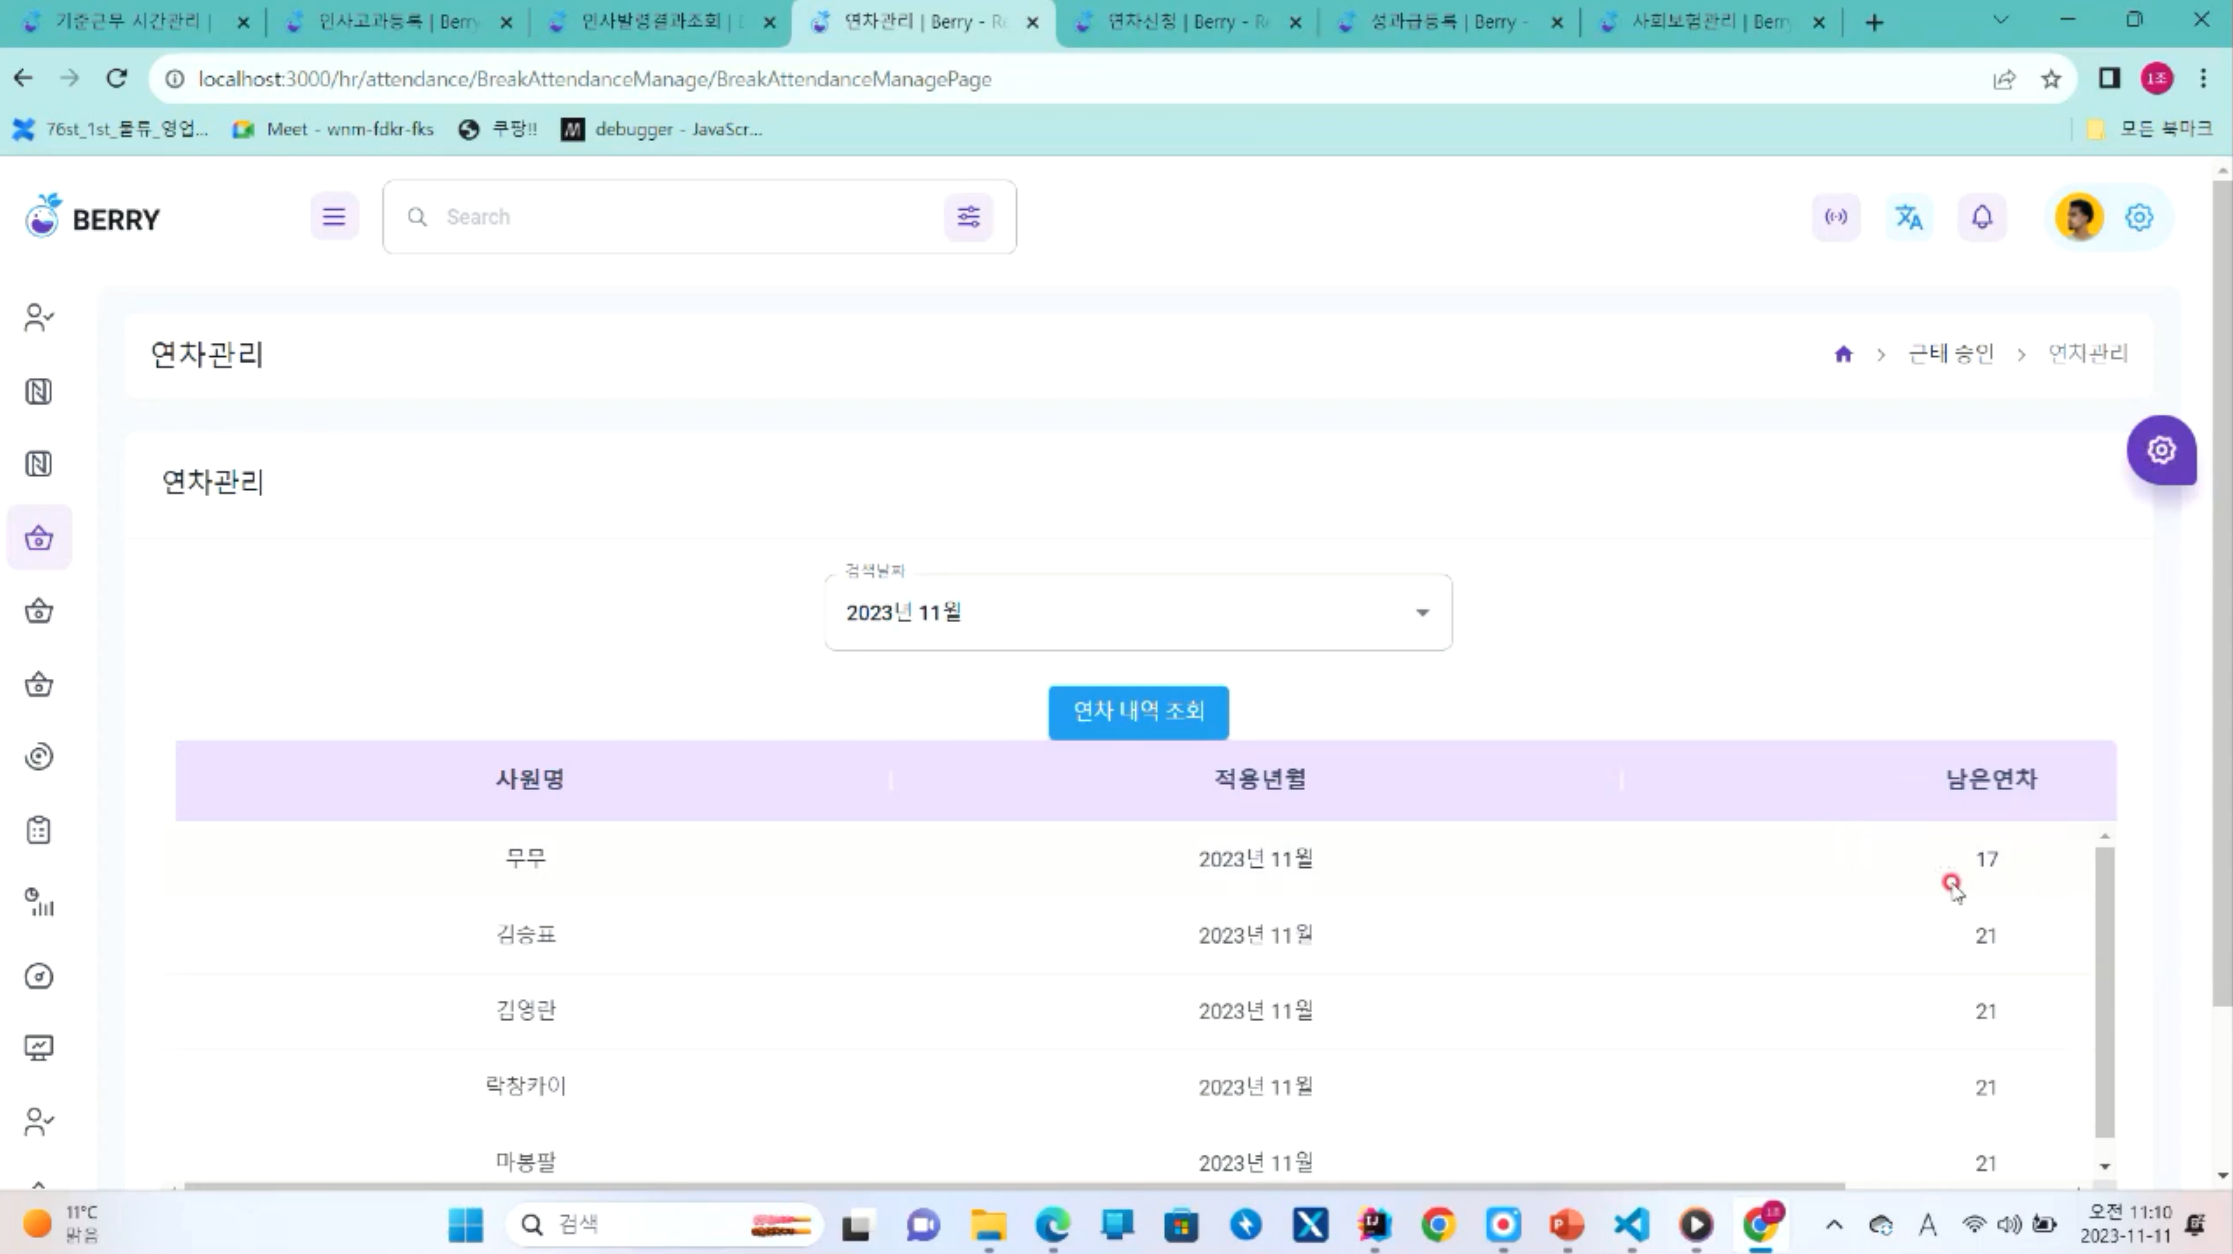 기준근무 시간관리 |
인사고과등록 | Berry
인사발령결과조회 |
연차관리 | Berry - Re
연차신청 | Berry - Re
성과급등록 | Berry -
사회보험관리 | Berry
localhost:3000/hr/attendance/BreakAttendanceManage/BreakAttendanceManagePage
1조
76st_1st_물류_영업...
Meet - wnm-fdkr-fks
쿠팡!!
debugger - JavaScr...
모든 북마크
BERRY
Search
연차관리
근태 승인
연차관리
연차관리
검색날짜
2023년 11월
연차 내역 조회
사원명 적용년월 남은연차
무무 2023년 11월 17
김승표 2023년 11월 21
김영란 2023년 11월 21
락창카이 2023년 11월 21
마봉팔 2023년 11월 21
11°C
맑음
검색
A
오전 11:10
2023-11-11